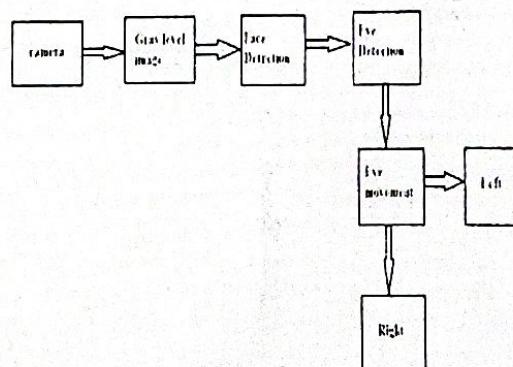 camera
Gray level
image
Face
Detection
Eye
Detection
Eye
movement
Left
Right